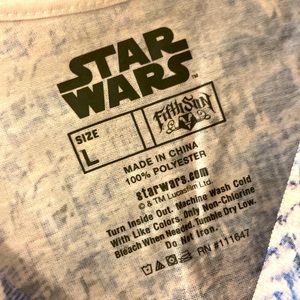 STAR
WARS
SIZE
L
Fifth Sun
MADE IN CHINA
100% POLYESTER
starwars.com
© & TM Lucasfilm Ltd.
Turn Inside Out. Machine Wash Cold
With Like Colors. Only Non-Chlorine
Bleach When Needed. Tumble Dry Low.
Do Not Iron.
RN #111647